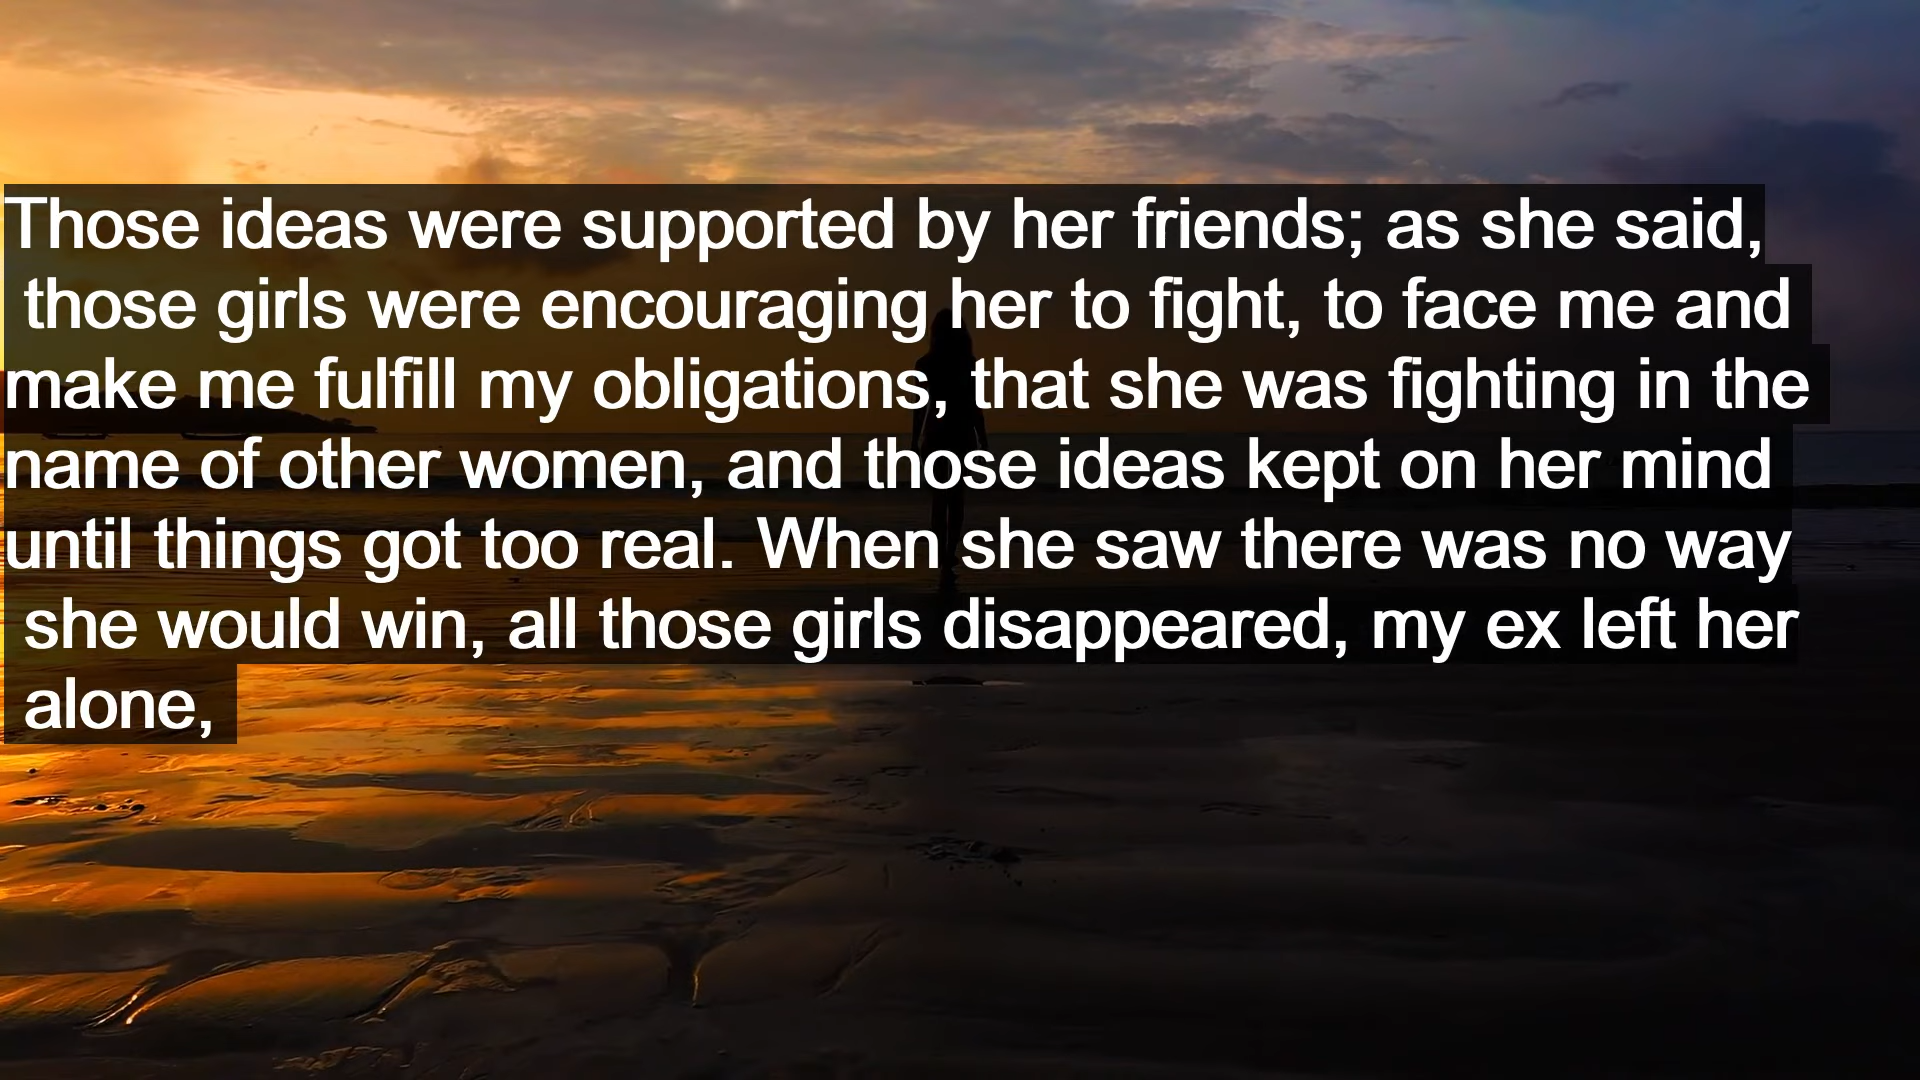 Those ideas were supported by her friends; as she said,
those girls were encouraging her to fight, to face me and
make me fulfill my obligations, that she was fighting in the
name of other women, and those ideas kept on her mind
until things got too real. When she saw there was no way
she would win, all those girls disappeared, my ex left her
alone,